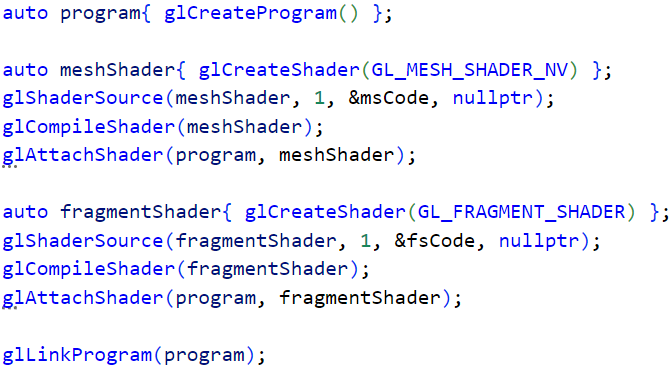 auto program{ glCreateProgram() };
auto meshShader{ glCreateShader(GL_MESH_SHADER_NV) };
glShaderSource(meshShader, 1, &msCode, nullptr);
glCompileShader(meshShader);
glAttachShader(program, meshShader);
auto fragmentShader{ glCreateShader(GL_FRAGMENT_SHADER) };
glShaderSource(fragmentShader, 1, &fsCode, nullptr);
glCompileShader(fragmentShader);
glAttachShader(program, fragmentShader);
glLinkProgram(program);